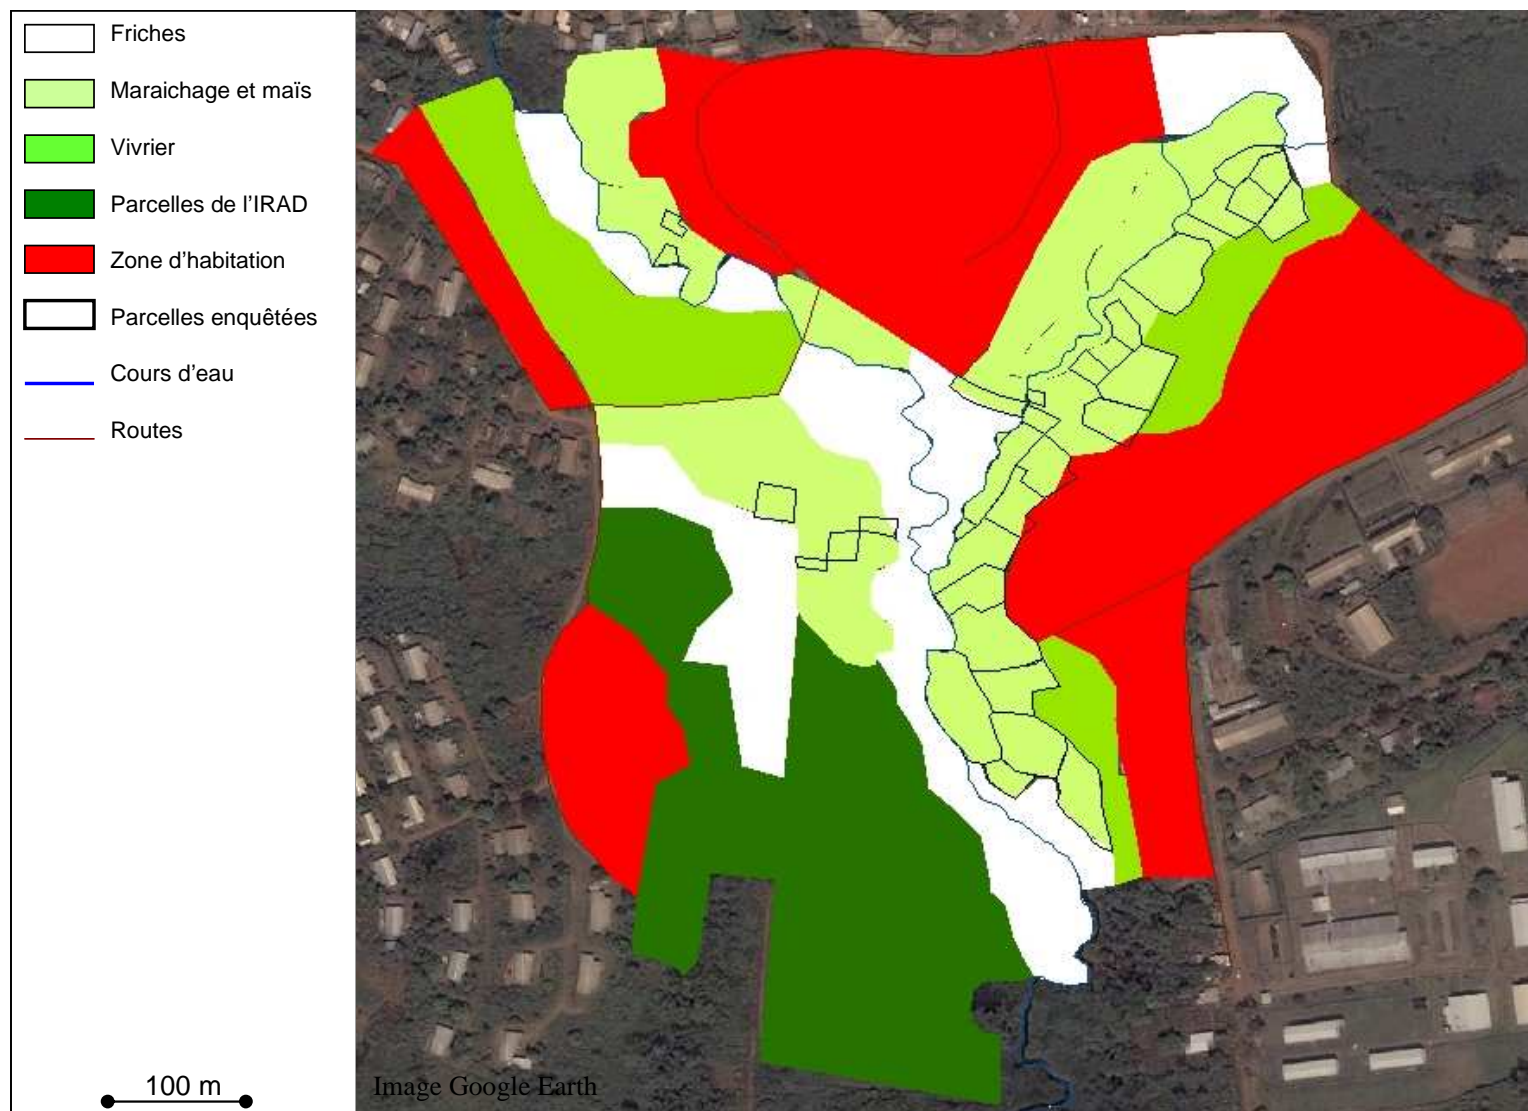 Friches
Maraichage et maïs
Vivrier
Parcelles de l'IRAD
Zone d'habitation
Parcelles enquêtées
Cours d'eau
Routes
100 m
Image Google Earth